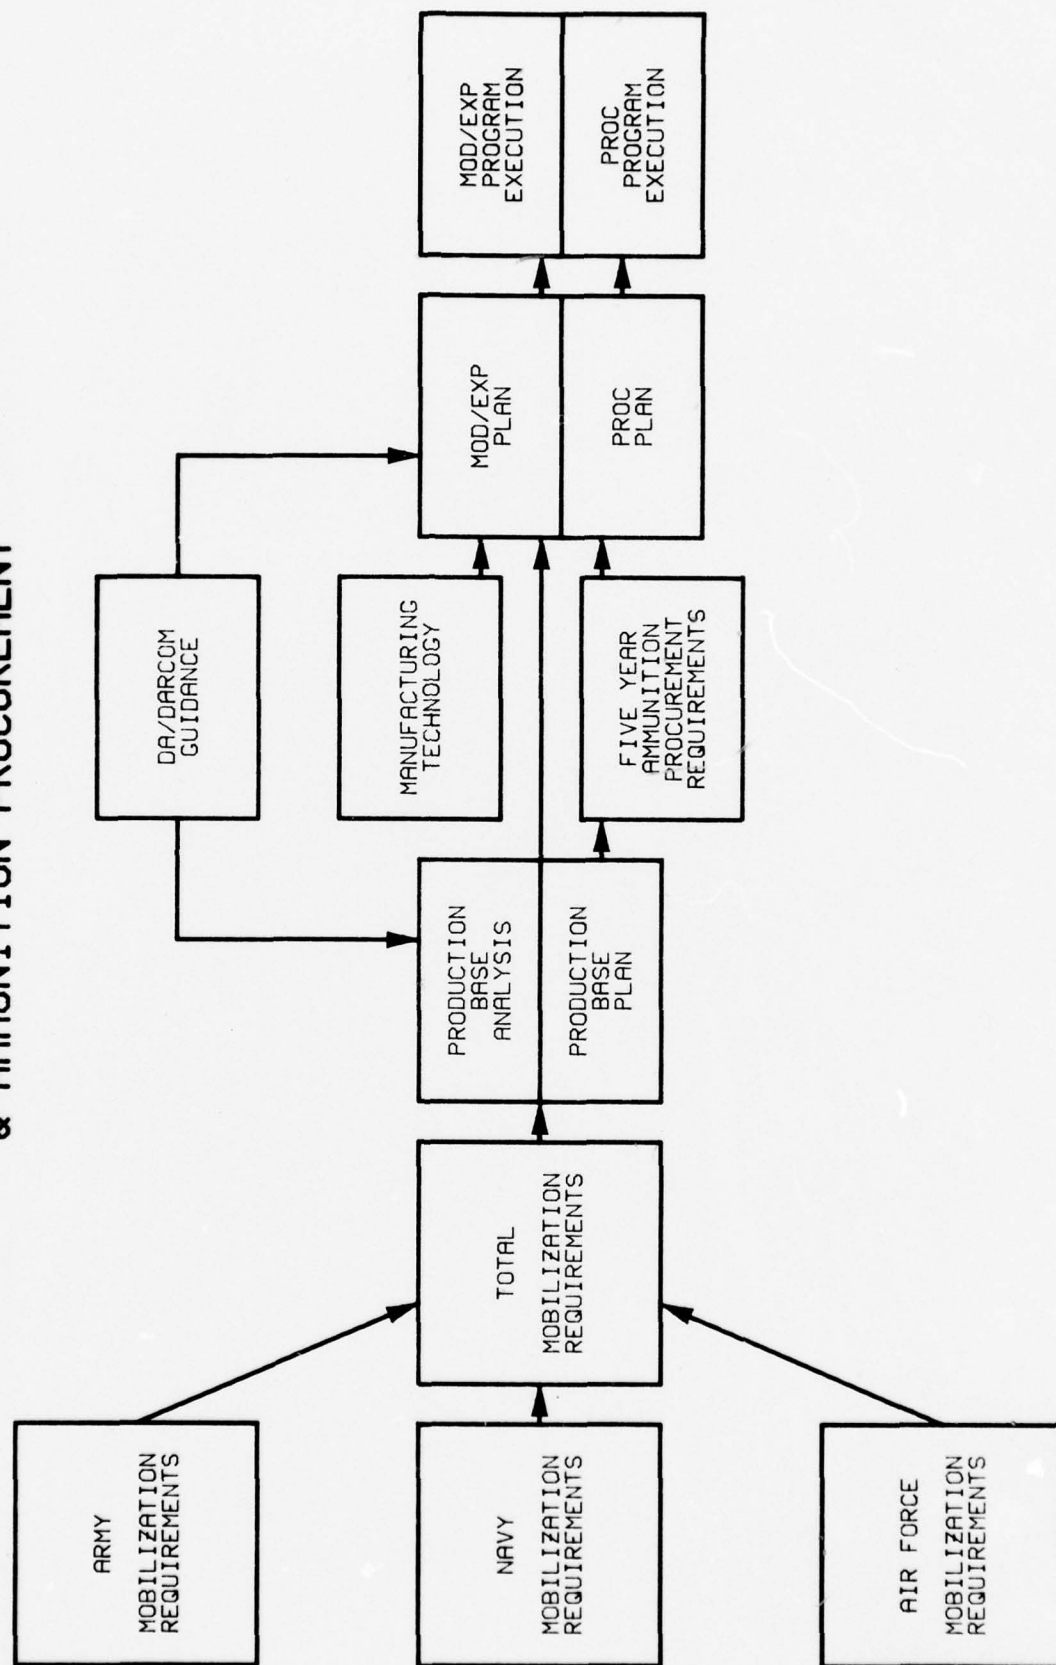 & AMMUNITION PROCUREMENT
ARMY
MOBILIZATION
REQUIREMENTS
NAVY
MOBILIZATION
REQUIREMENTS
AIR FORCE
MOBILIZATION
REQUIREMENTS
TOTAL
MOBILIZATION
REQUIREMENTS
PRODUCTION
BASE
ANALYSIS
PRODUCTION
BASE
PLAN
DA/DARCOM
GUIDANCE
MANUFACTURING
TECHNOLOGY
FIVE YEAR
AMMUNITION
PROCUREMENT
REQUIREMENTS
MOD/EXP
PLAN
PROC
PLAN
MOD/EXP
PROGRAM
EXECUTION
PROC
PROGRAM
EXECUTION